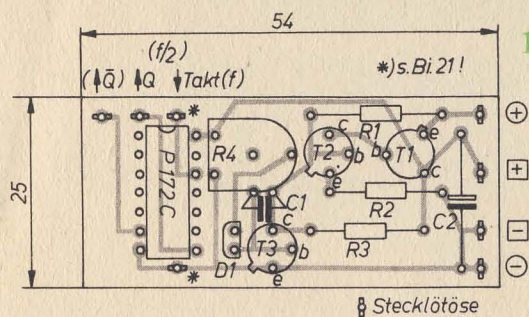 54
(f/2)
(↑Q̄) ↑Q ↓Takt(f) *)s.Bi.21!
*
25
P 172 C
R4
c
T2
b
e
R1
b
T1
e
c
C1
R2
C2
D1
c
T3
b
e
R3
*
+
+
−
−
Stecklötöse